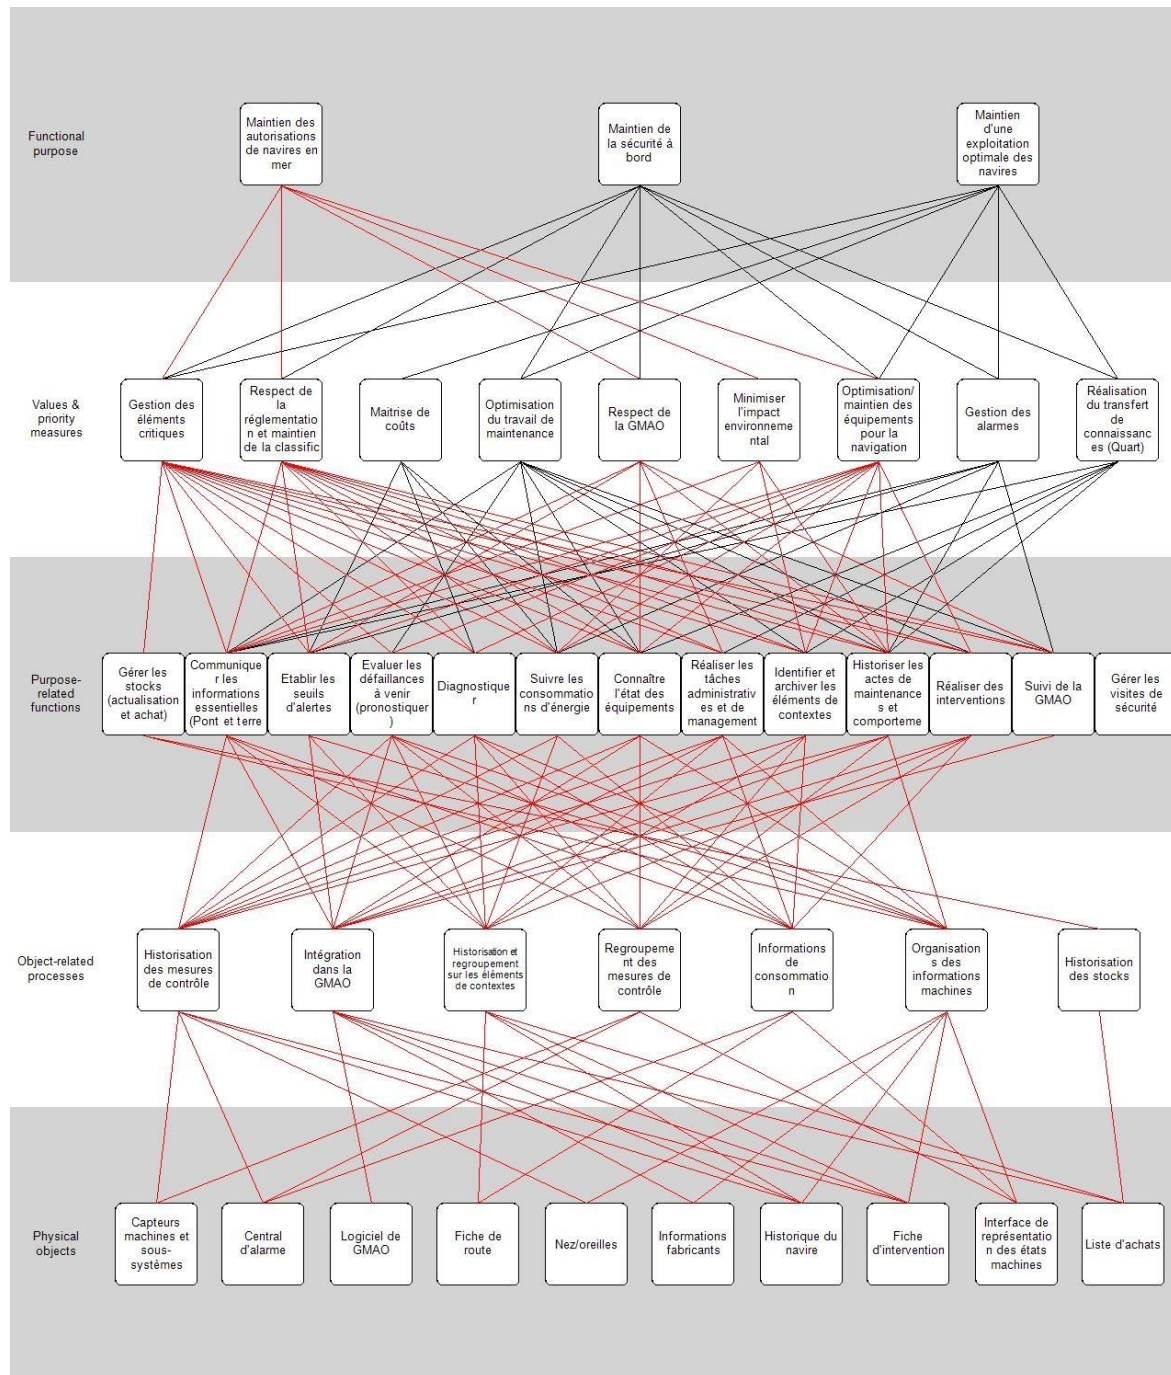 Functional
purpose
Maintien des
autorisations
de navires en
mer
Maintien de
la sécurité à
bord
Maintien
d'une
exploitation
optimale des
navires
Values &
priority
measures
Gestion des
éléments
critiques
Respect de
la
réglementatio
n et maintien
de la classific
Maitrise de
coûts
Optimisation
du travail de
maintenance
Respect de
la GMAO
Minimiser
l'impact
environneme
ntal
Optimisation/
maintien des
équipements
pour la
navigation
Gestion des
alarmes
Réalisation
du transfert
de
connaissanc
es (Quart)
Purpose-
related
functions
Gérer les
stocks
(actualisation
et achat)
Communique
r les
informations
essentielles
(Pont et terre
Etablir les
seuils
d'alertes
Evaluer les
défaillances
à venir
(pronostiquer
)
Diagnostique
r
Suivre les
consommatio
ns d'énergie
Connaître
l'état des
équipements
Réaliser les
tâches
administrativ
es et de
management
Identifier et
archiver les
éléments de
contextes
Historiser les
actes de
maintenance
s et
comporteme
Réaliser des
interventions
Suivi de la
GMAO
Gérer les
visites de
sécurité
Object-related
processes
Historisation
des mesures
de contrôle
Intégration
dans la
GMAO
Historisation et
regroupement
sur les éléments
de contextes
Regroupeme
nt des
mesures de
contrôle
Informations
de
consommatio
n
Organisation
s des
informations
machines
Historisation
des stocks
Physical
objects
Capteurs
machines et
sous-
systèmes
Central
d'alarme
Logiciel de
GMAO
Fiche de
route
Nez/oreilles
Informations
fabricants
Historique du
navire
Fiche
d'intervention
Interface de
représentatio
n des états
machines
Liste d'achats